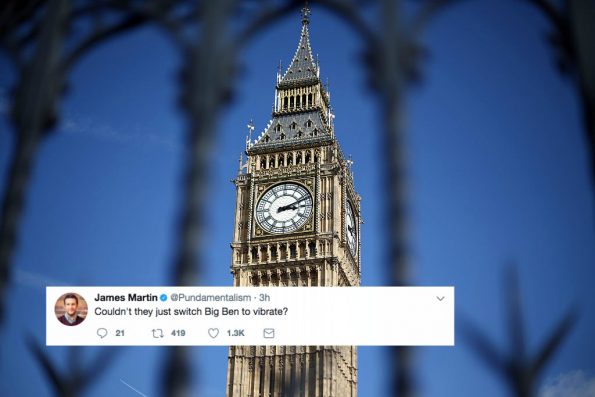 James Martin @Pundamentalism · 3h
Couldn't they just switch Big Ben to vibrate?
21 419 1.3K